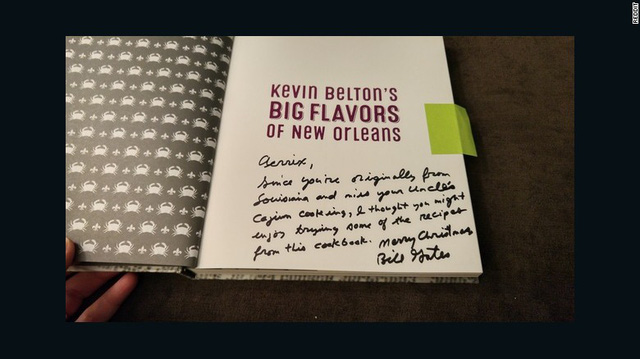 Kevin Belton's
BIG FLAVORS
OF New Orleans
Aerrix,
Since you're originally from
Louisiana and miss your Uncle's
Cajun cooking, I thought you might
enjoy trying some of the recipes
from this cookbook. Merry Christmas
Bill Gates
REDDIT